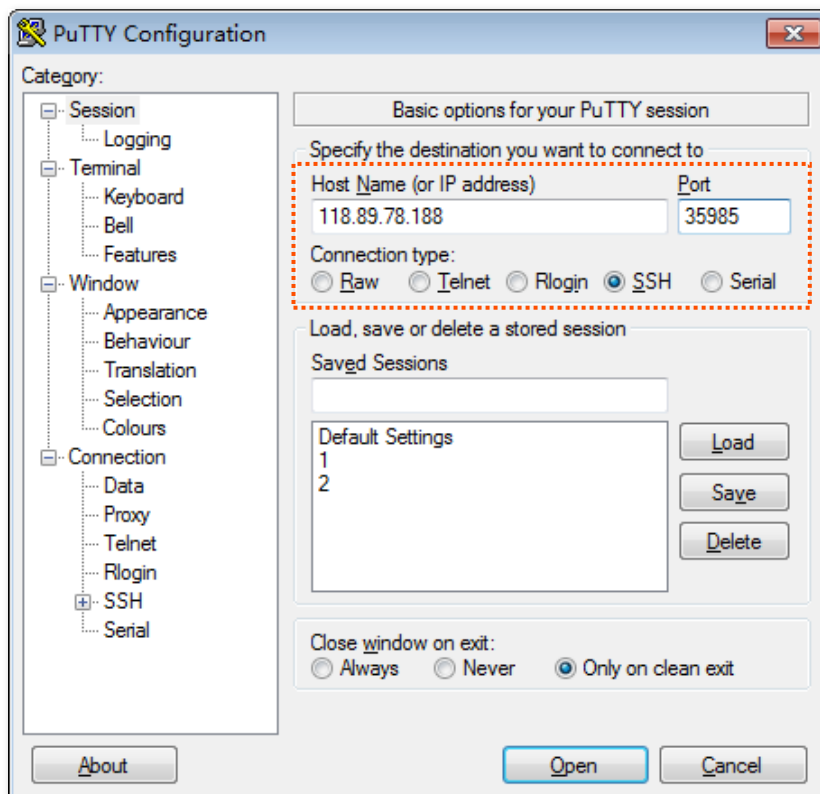 PuTTY Configuration
Category:
Session
Logging
Terminal
Keyboard
Bell
Features
Window
Appearance
Behaviour
Translation
Selection
Colours
Connection
Data
Proxy
Telnet
Rlogin
SSH
Serial
Basic options for your PuTTY session
Specify the destination you want to connect to
Host Name (or IP address) Port
118.89.78.188 35985
Connection type:
Raw Telnet Rlogin SSH Serial
Load, save or delete a stored session
Saved Sessions
Default Settings
1
2
Load
Save
Delete
Close window on exit:
Always Never Only on clean exit
About Open Cancel